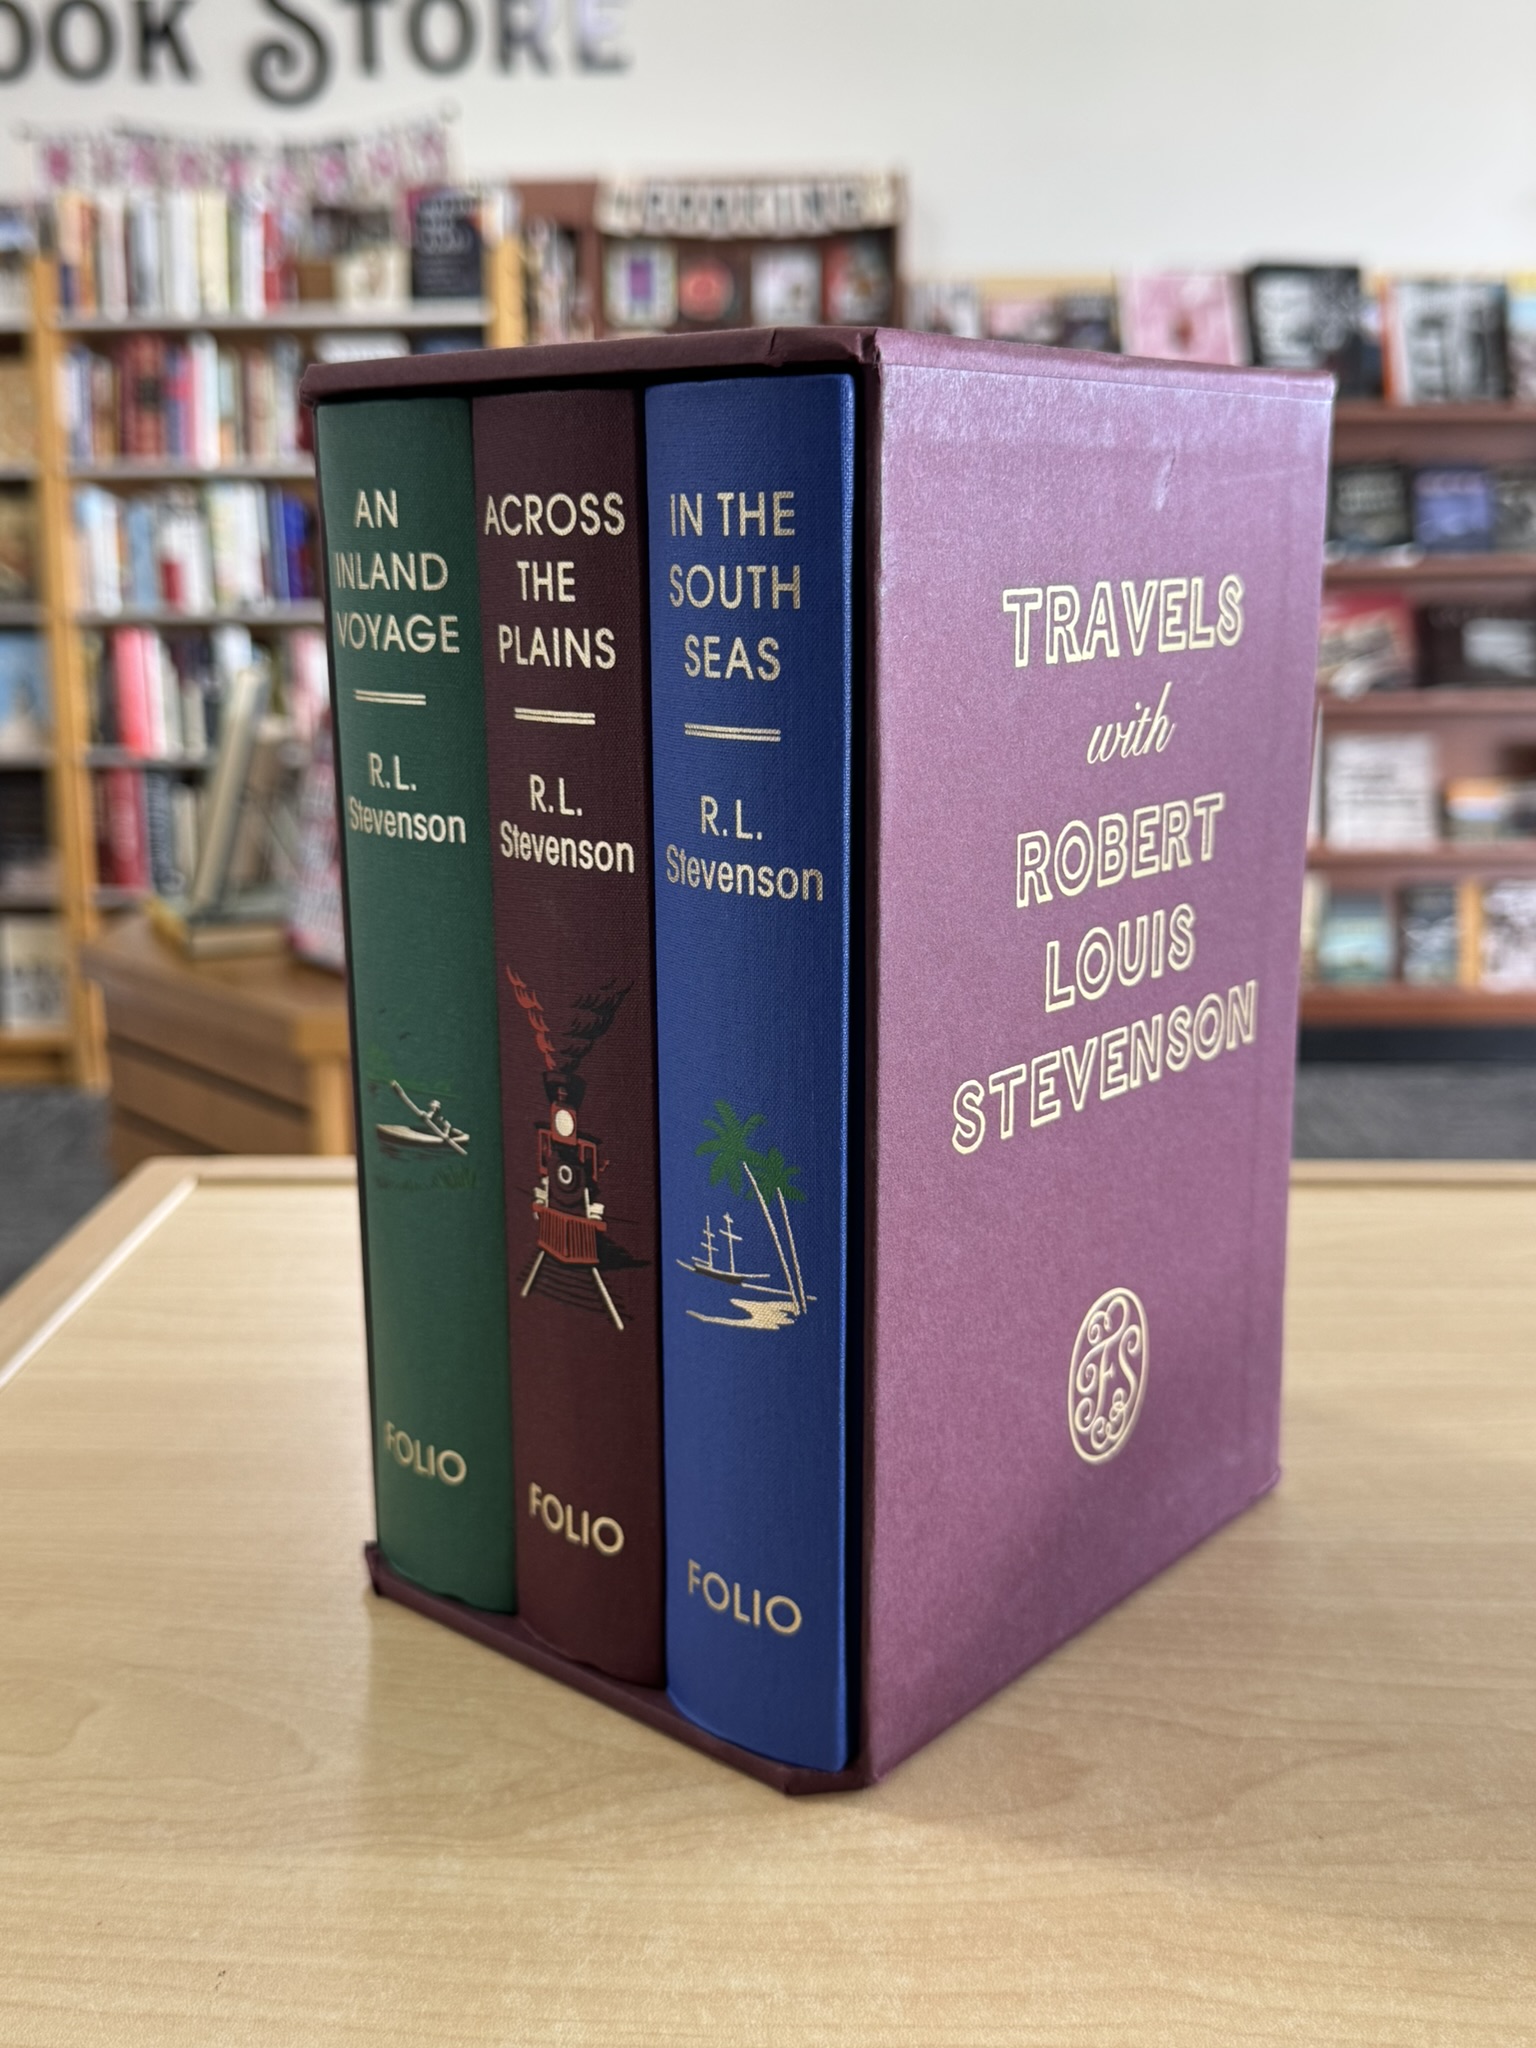 OOK STORE
COOKING
AN
INLAND
VOYAGE
R.L.
Stevenson
FOLIO
ACROSS
THE
PLAINS
R.L.
Stevenson
FOLIO
IN THE
SOUTH
SEAS
R.L.
Stevenson
FOLIO
TRAVELS
with
ROBERT
LOUIS
STEVENSON
FS